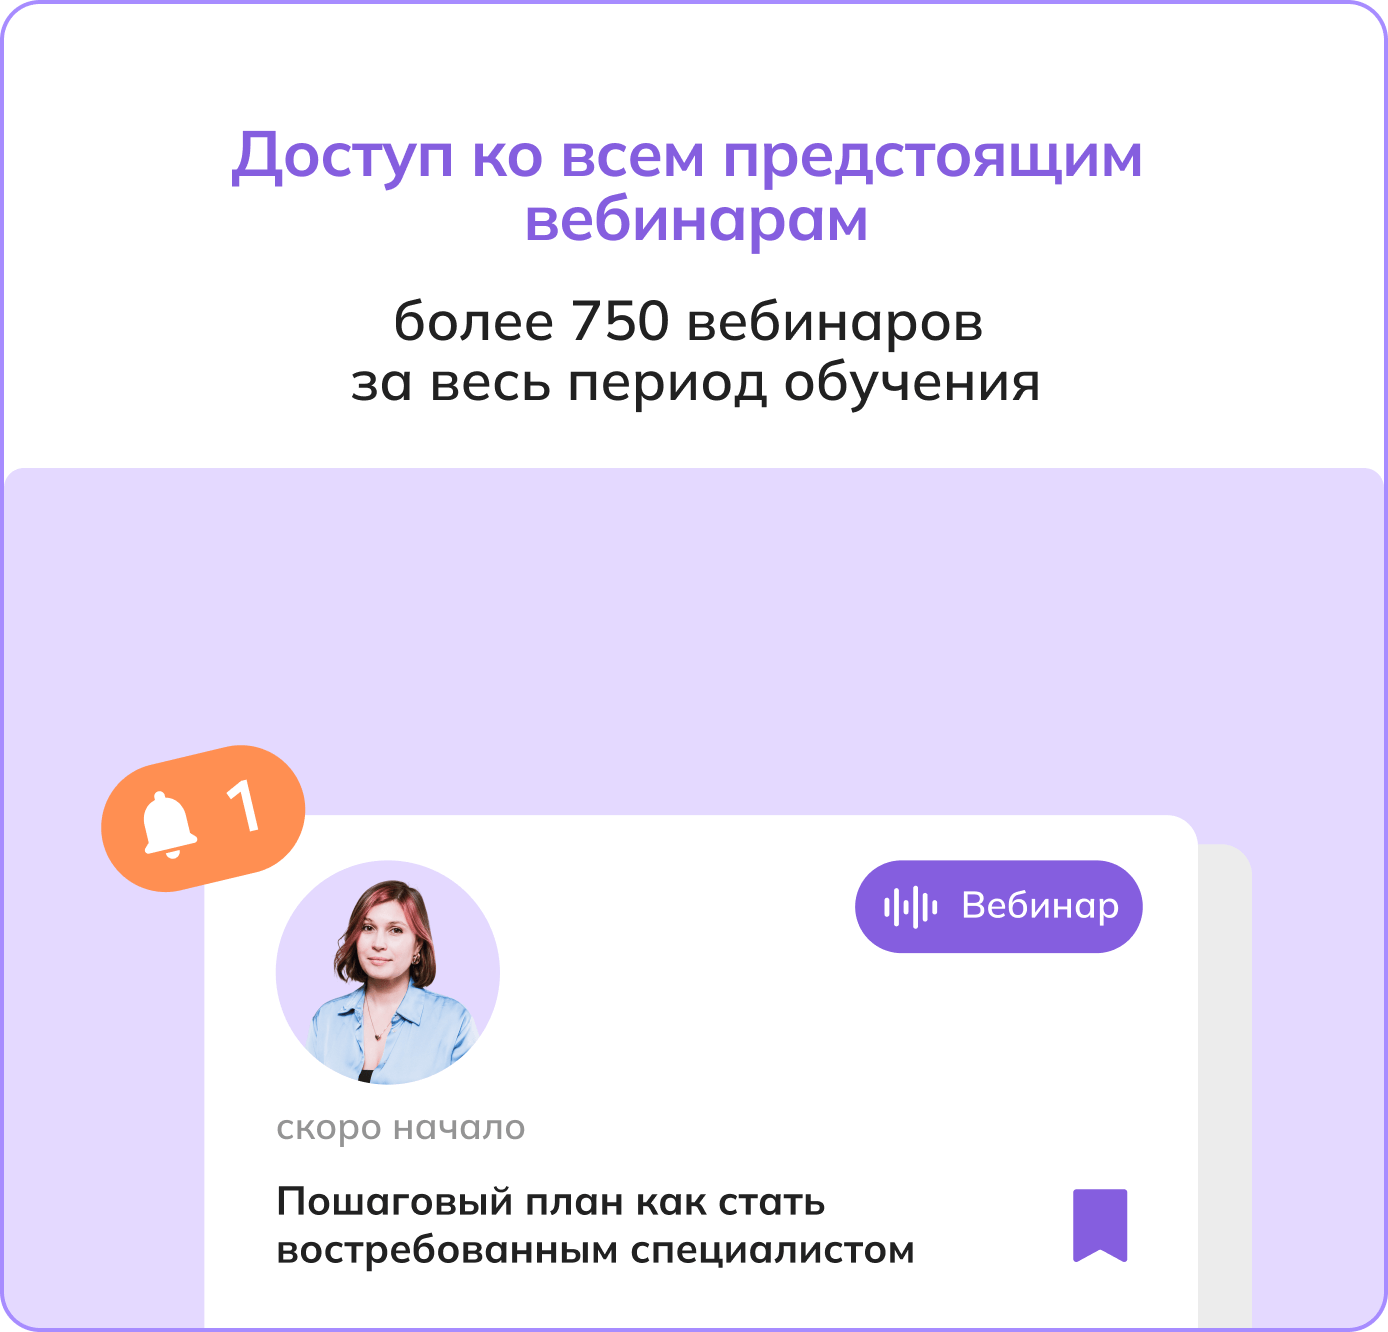 Доступ ко всем предстоящим
вебинарам
более 750 вебинаров
за весь период обучения
1
Вебинар
скоро начало
Пошаговый план как стать
востребованным специалистом